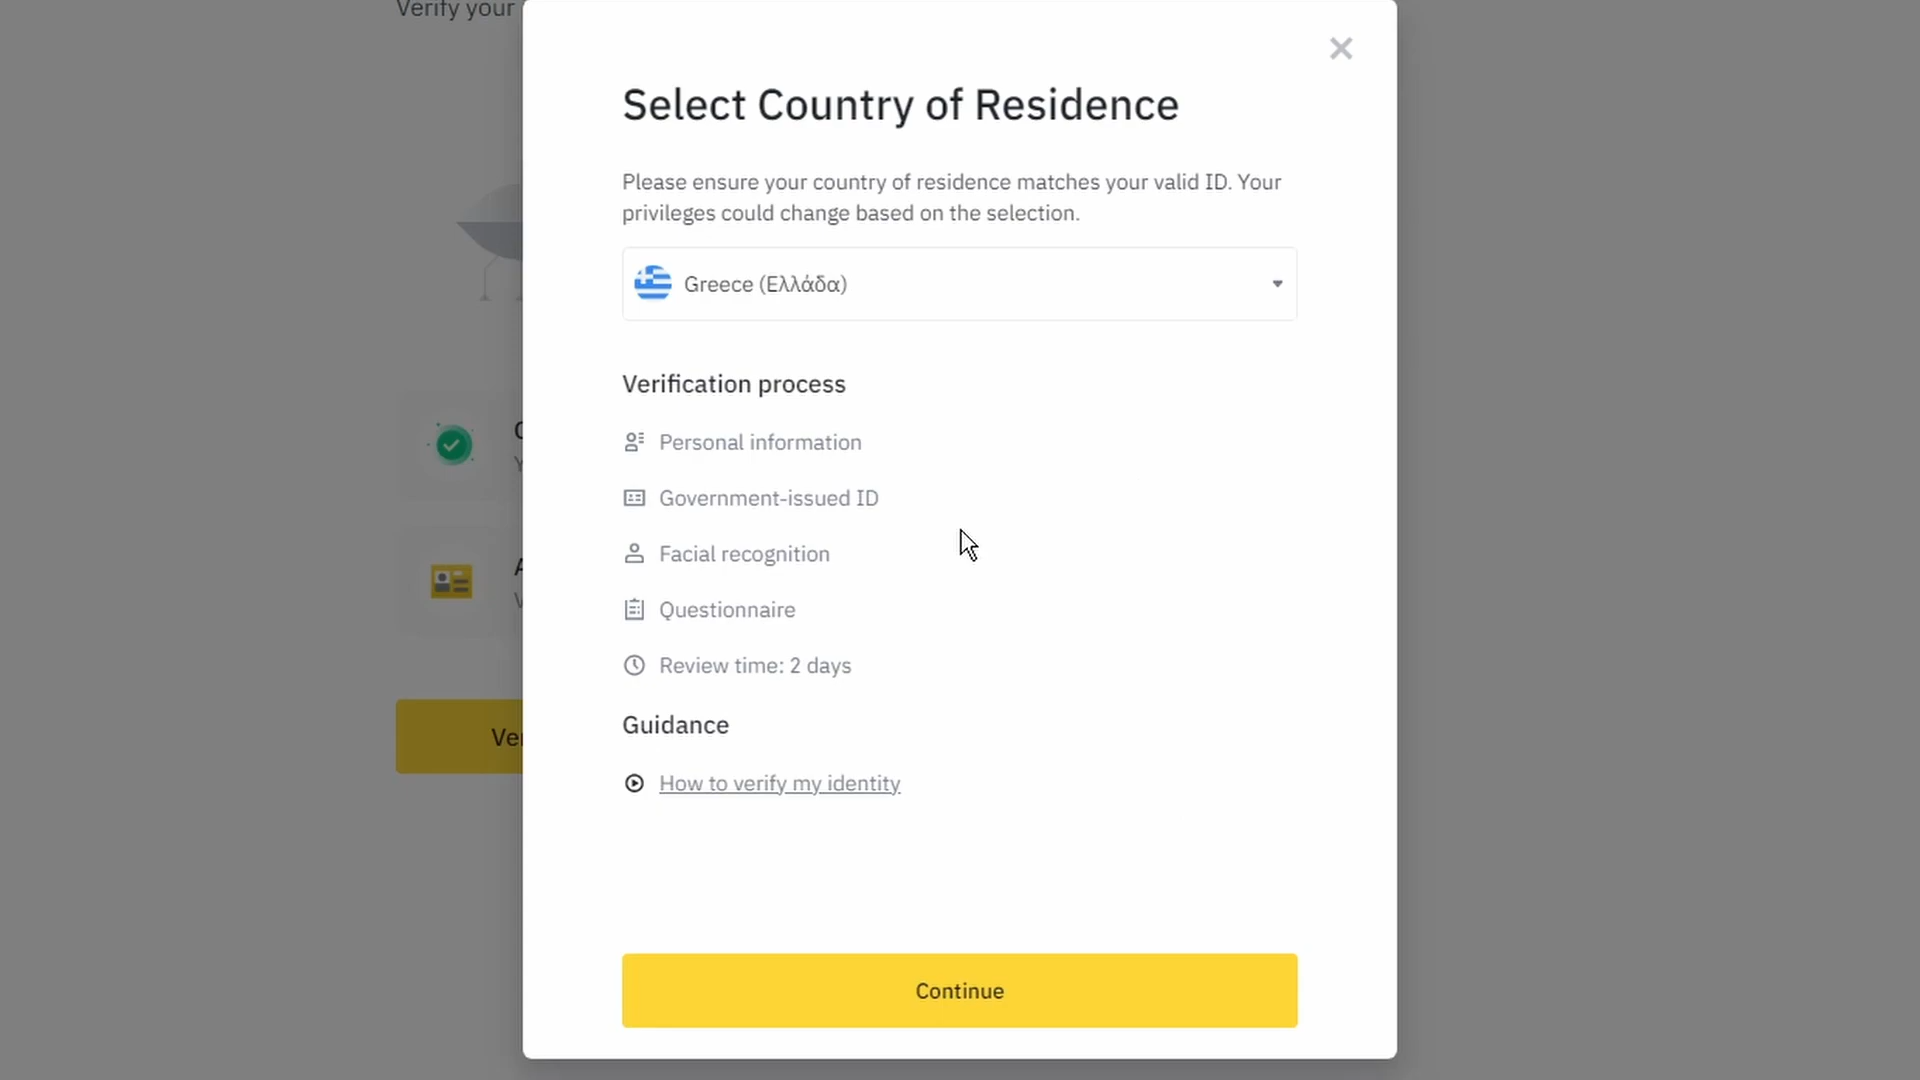 Verify your
Select Country of Residence
Please ensure your country of residence matches your valid ID. Your
privileges could change based on the selection.
Greece (Ελλάδα)
Verification process
Personal information
Government-issued ID
Facial recognition
Questionnaire
Review time: 2 days
Guidance
How to verify my identity
Continue